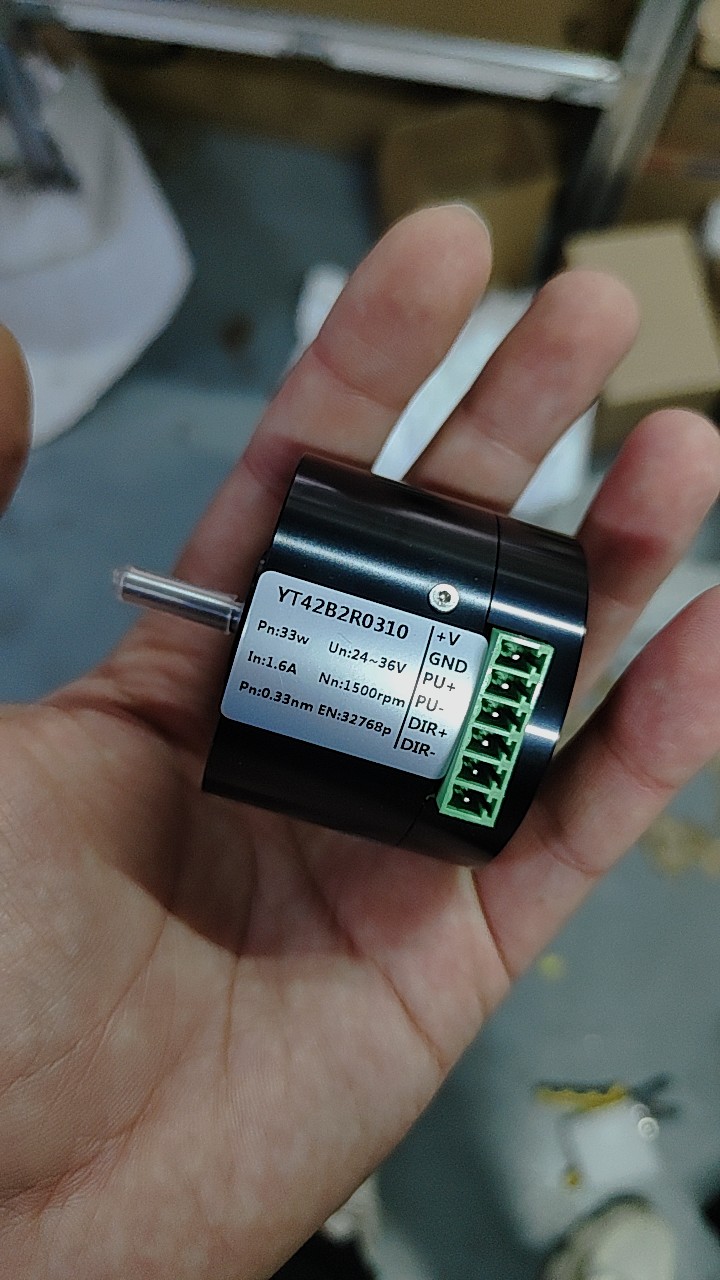 YT42B2R0310
Pn:33w Un:24~36V
In:1.6A Nn:1500rpm
Pn:0.33nm EN:32768p
+V
GND
PU+
PU-
DIR+
DIR-